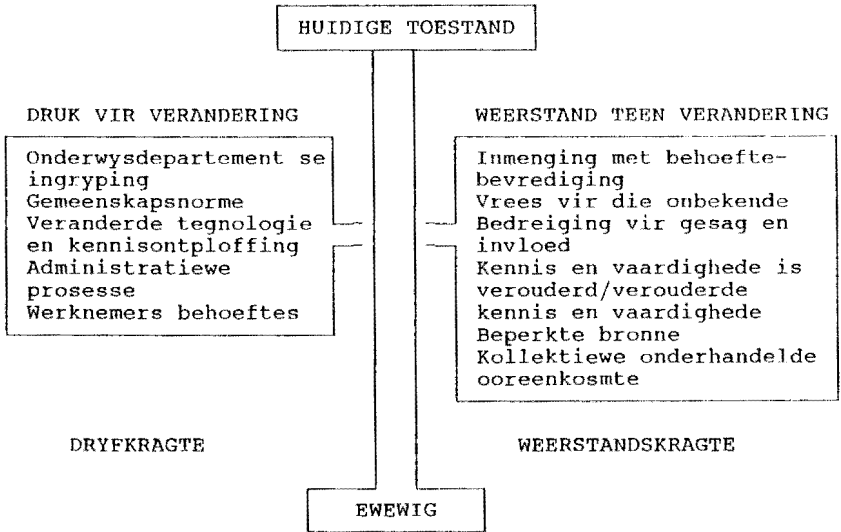 HUIDIGE TOESTAND
DRUK VIR VERANDERING
Onderwysdepartement se
ingryping
Gemeenskapsnorme
Veranderde tegnologie
en kennisontploffing
Administratiewe
prosesse
Werknemers behoeftes
DRYFKRAGTE
WEERSTAND TEEN VERANDERING
Inmenging met behoefte-
bevrediging
Vrees vir die onbekende
Bedreiging vir gesag en
invloed
Kennis en vaardighede is
verouderd/verouderde
kennis en vaardighede
Beperkte bronne
Kollektiewe onderhandelde
ooreenkosmte
WEERSTANDSKRAGTE
EWEWIG